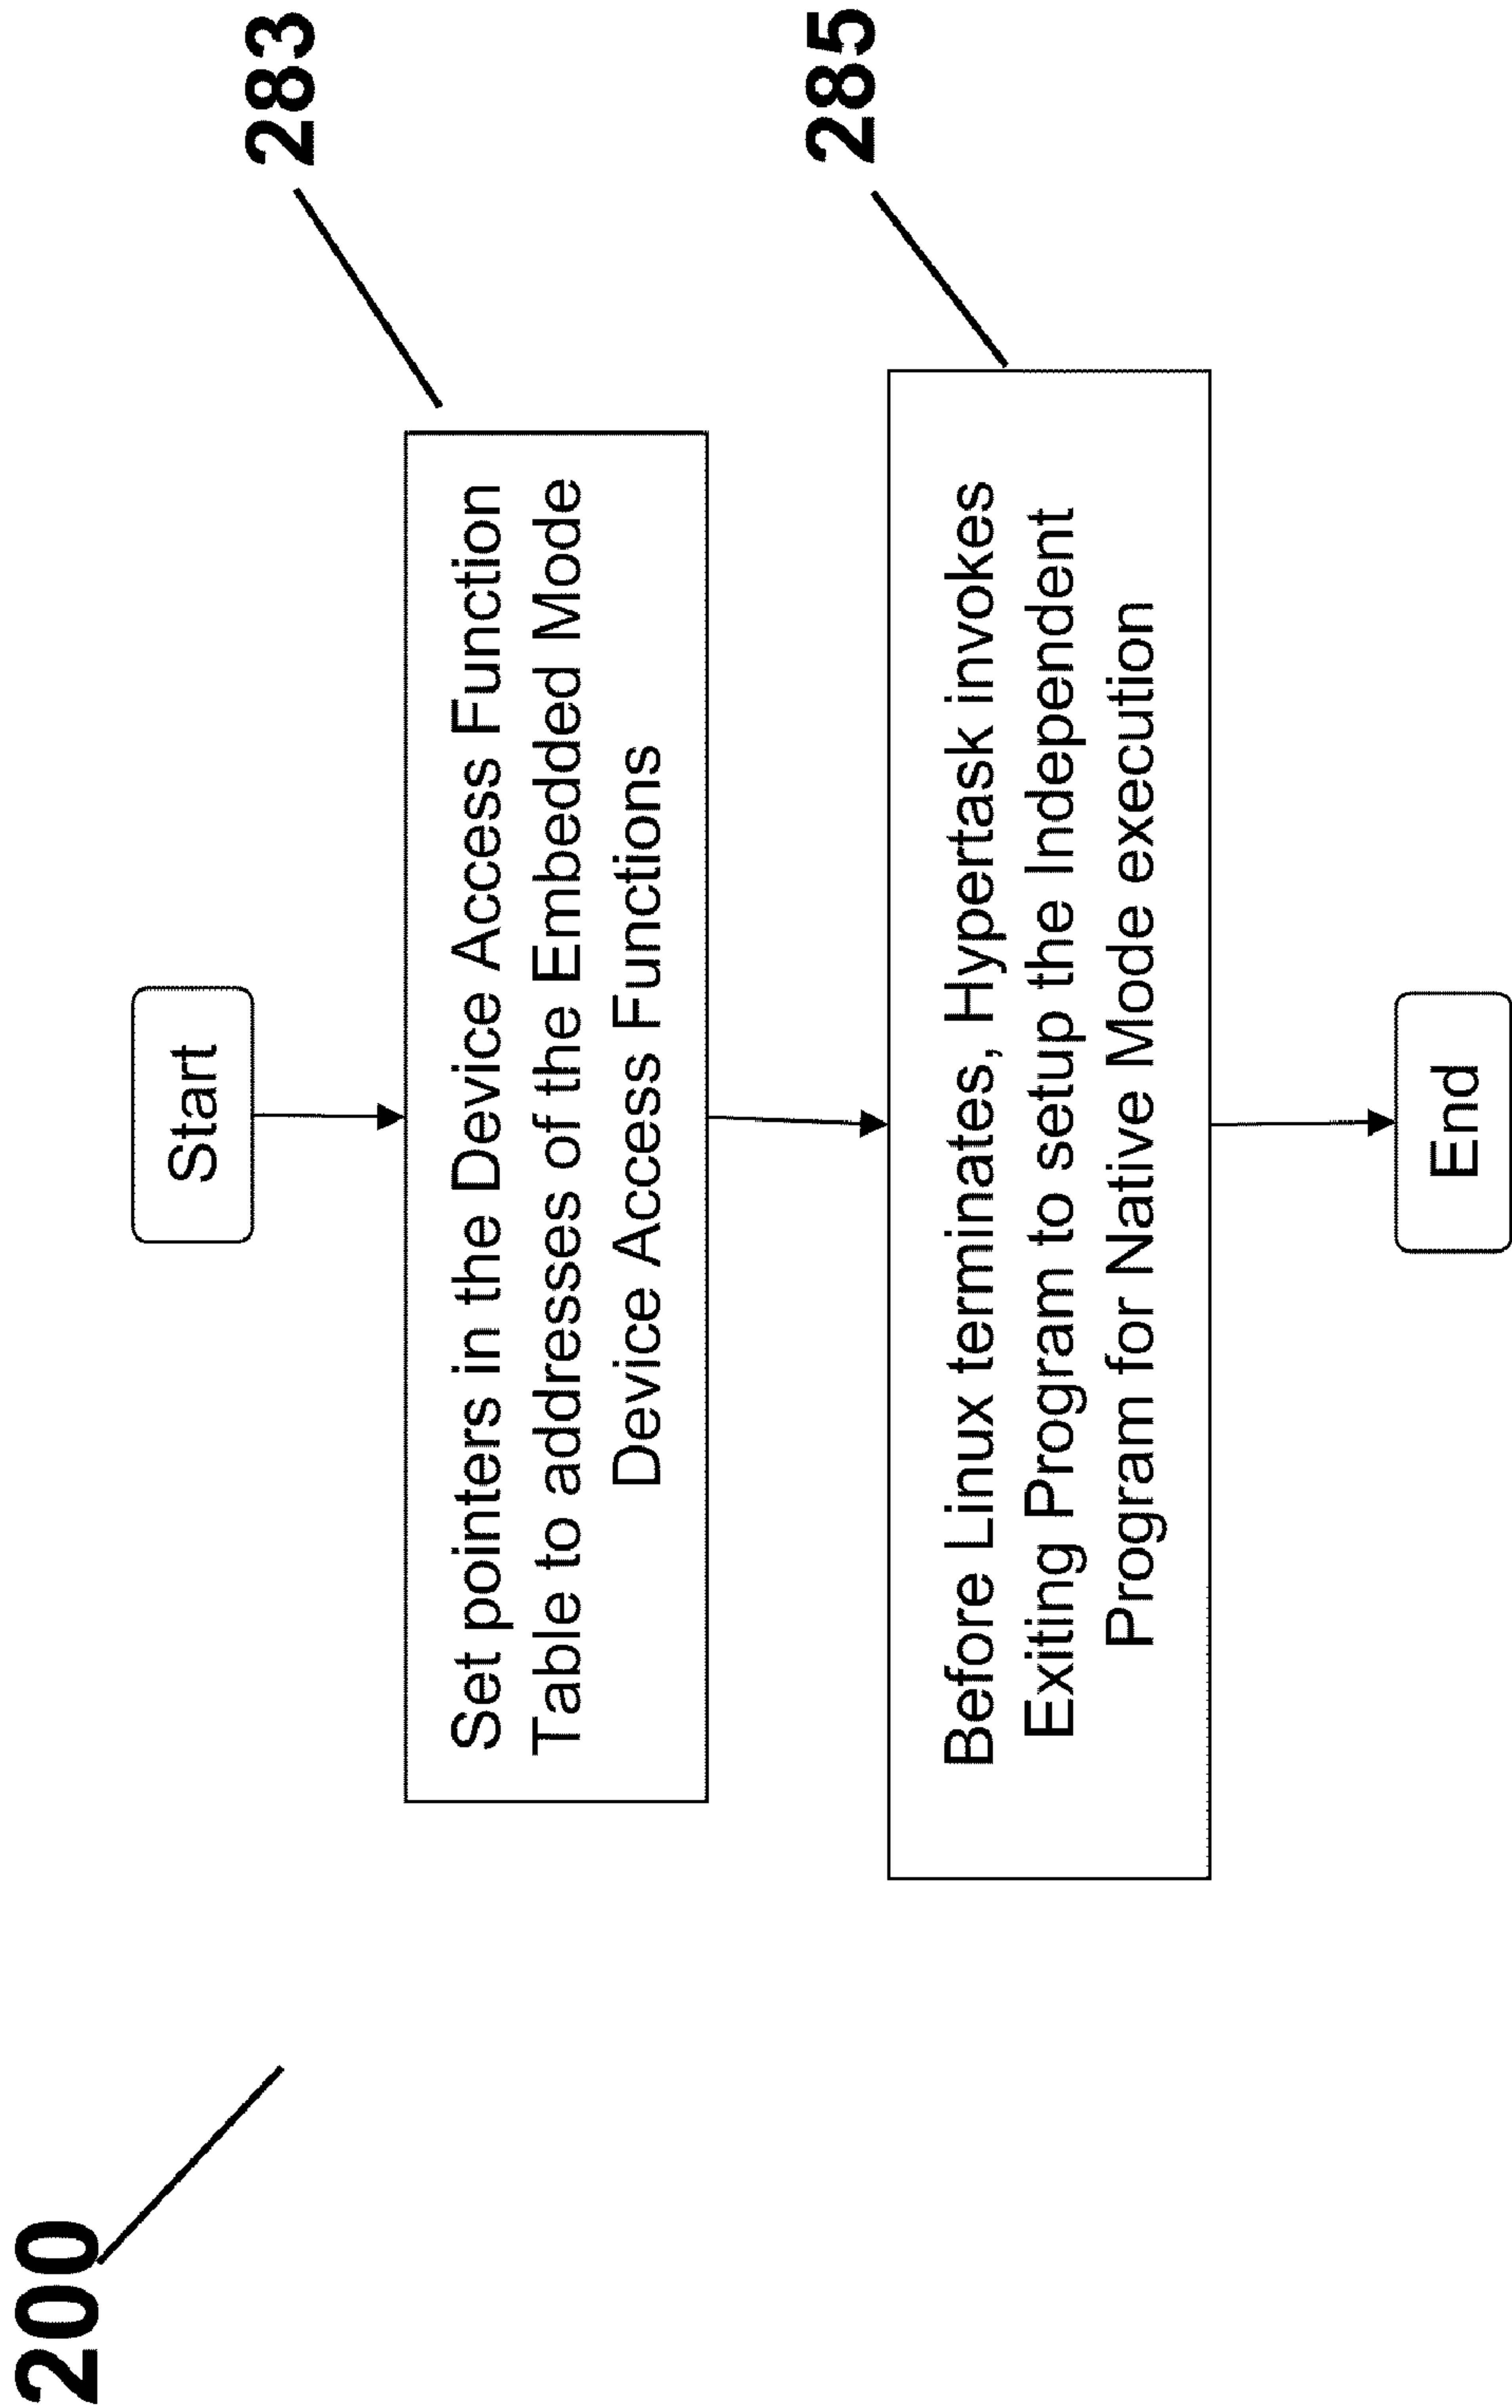 200
Start
283
Set pointers in the Device Access Function
Table to addresses of the Embedded Mode
Device Access Functions
285
Before Linux terminates, Hypertask invokes
Exiting Program to setup the Independent
Program for Native Mode execution
End